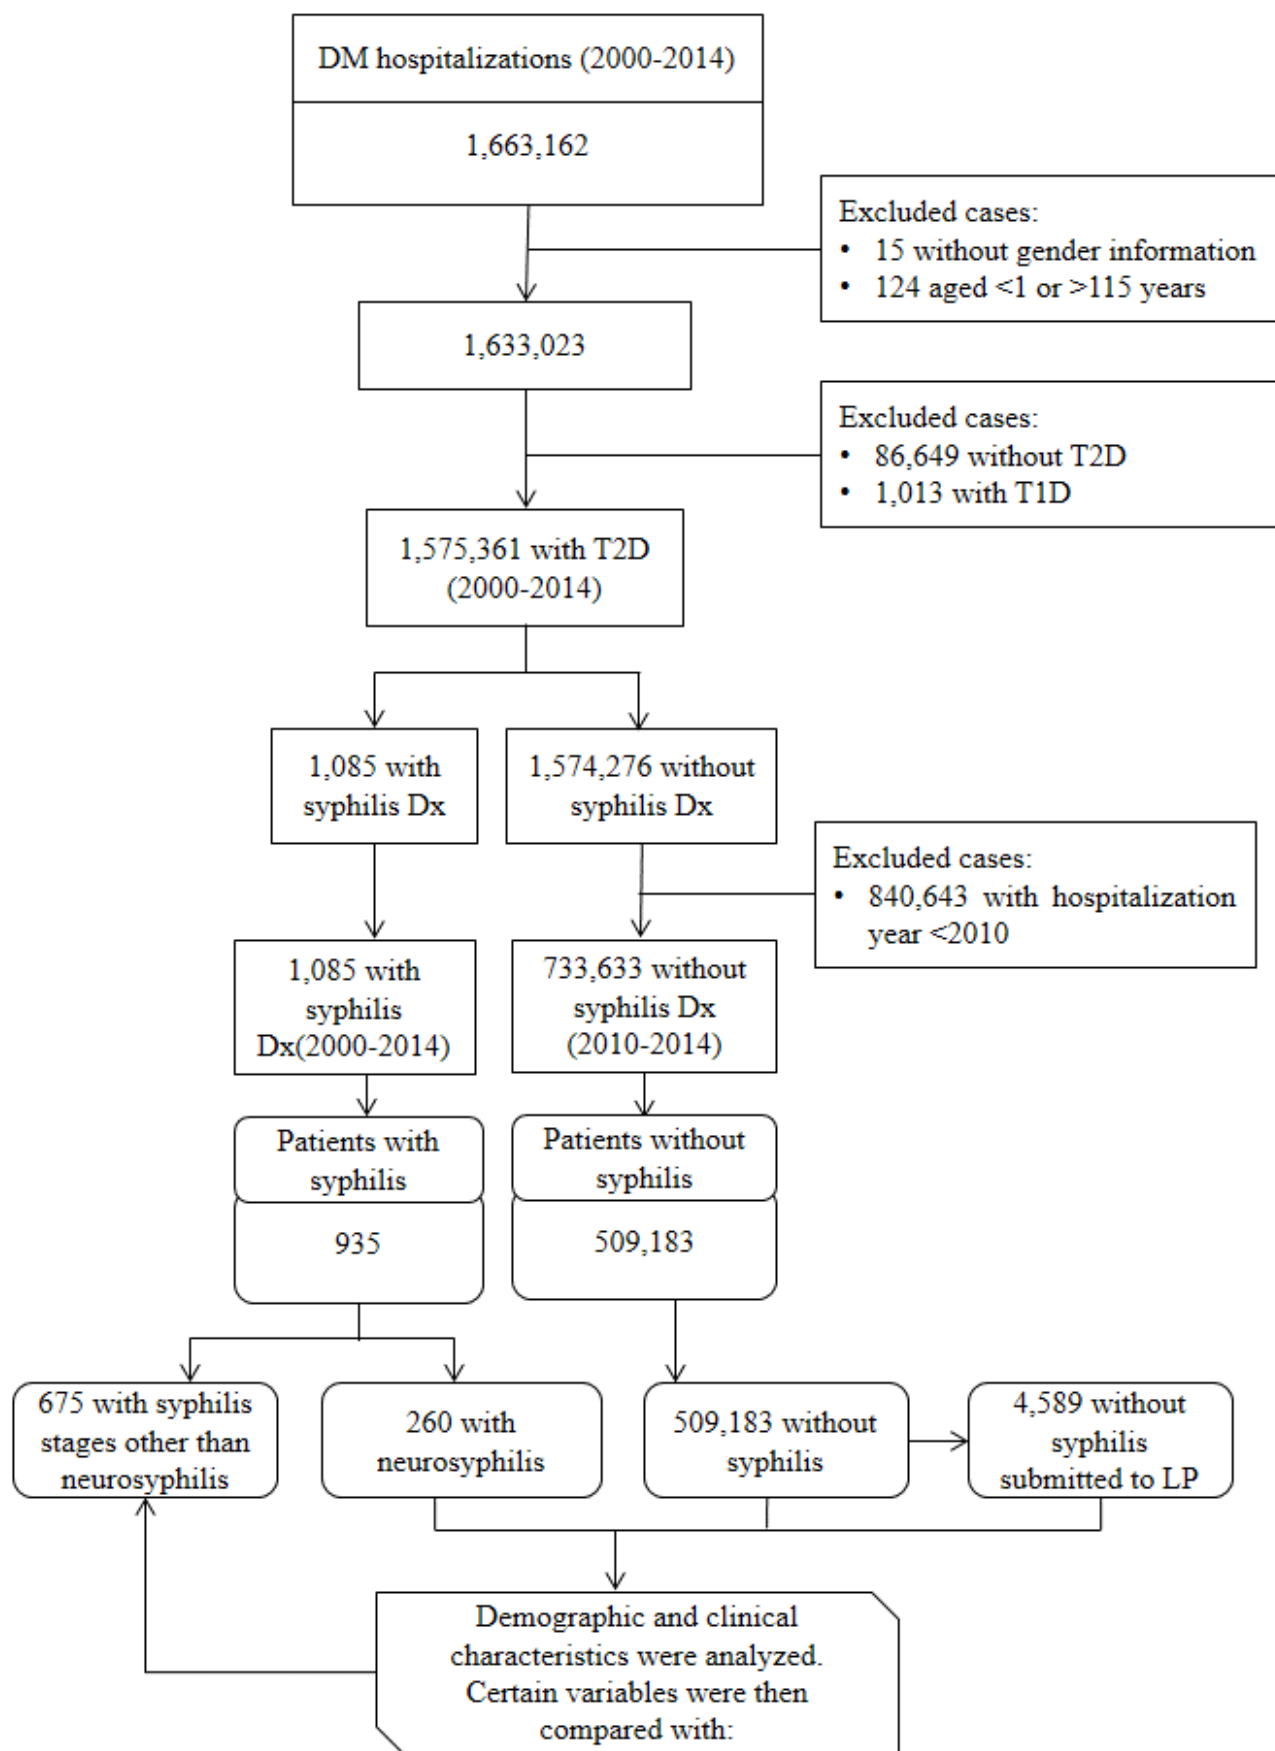 DM hospitalizations (2000-2014)
1,663,162
Excluded cases:
• 15 without gender information
• 124 aged <1 or >115 years
1,633,023
Excluded cases:
• 86,649 without T2D
• 1,013 with T1D
1,575,361 with T2D
(2000-2014)
1,085 with
syphilis Dx
1,574,276 without
syphilis Dx
Excluded cases:
• 840,643 with hospitalization
year <2010
1,085 with
syphilis
Dx(2000-2014)
733,633 without
syphilis Dx
(2010-2014)
Patients with
syphilis
935
Patients without
syphilis
509,183
675 with syphilis
stages other than
neurosyphilis
260 with
neurosyphilis
509,183 without
syphilis
4,589 without
syphilis
submitted to LP
Demographic and clinical
characteristics were analyzed.
Certain variables were then
compared with: